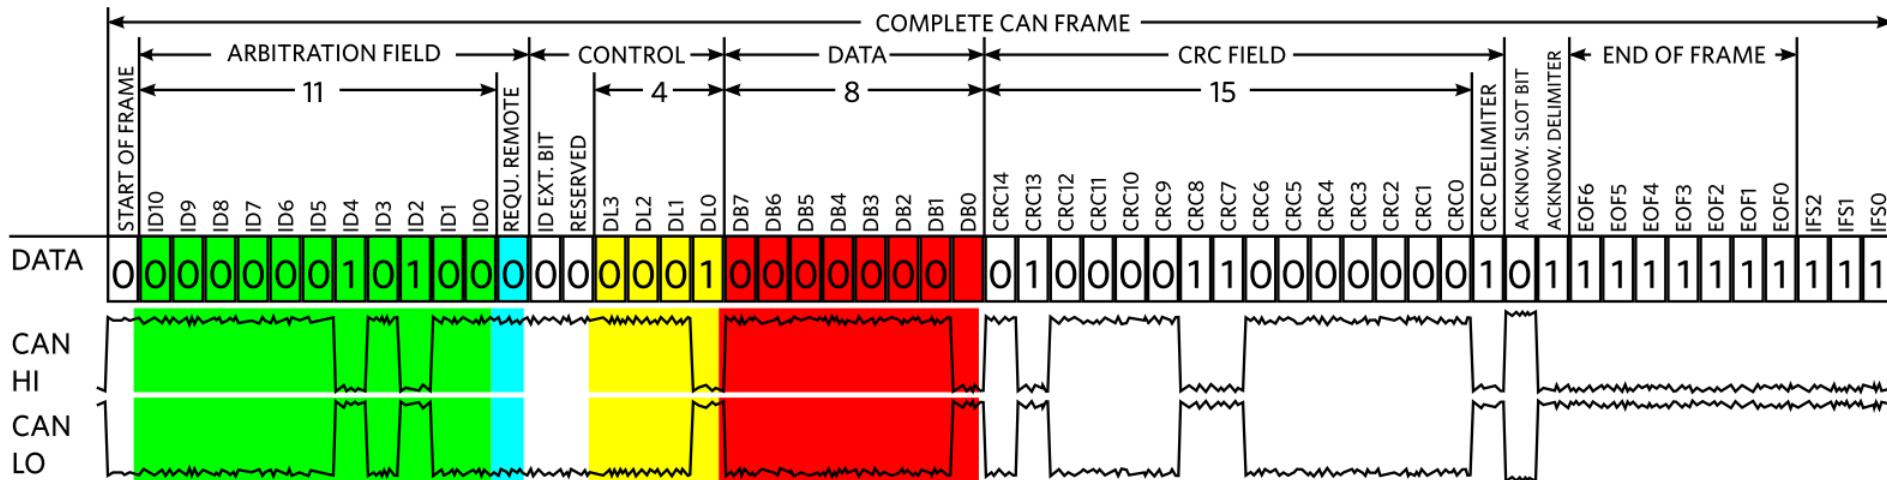 COMPLETE CAN FRAME
ARBITRATION FIELD CONTROL DATA CRC FIELD END OF FRAME
11 4 8 15
START OF FRAME ID10 ID9 ID8 ID7 ID6 ID5 ID4 ID3 ID2 ID1 ID0 REQU. REMOTE ID EXT. BIT RESERVED DL3 DL2 DL1 DL0 DB7 DB6 DB5 DB4 DB3 DB2 DB1 DB0 CRC14 CRC13 CRC12 CRC11 CRC10 CRC9 CRC8 CRC7 CRC6 CRC5 CRC4 CRC3 CRC2 CRC1 CRC0 CRC DELIMITER ACKNOW. SLOT BIT ACKNOW. DELIMITER EOF6 EOF5 EOF4 EOF3 EOF2 EOF1 EOF0 IFS2 IFS1 IFS0
DATA 0 0 0 0 0 0 0 1 0 1 0 0 0 0 0 0 0 0 1 0 0 0 0 0 0 0 0 1 0 0 0 0 1 1 0 0 0 0 0 0 0 1 0 1 1 1 1 1 1 1 1 1 1 1
CAN
HI
CAN
LO